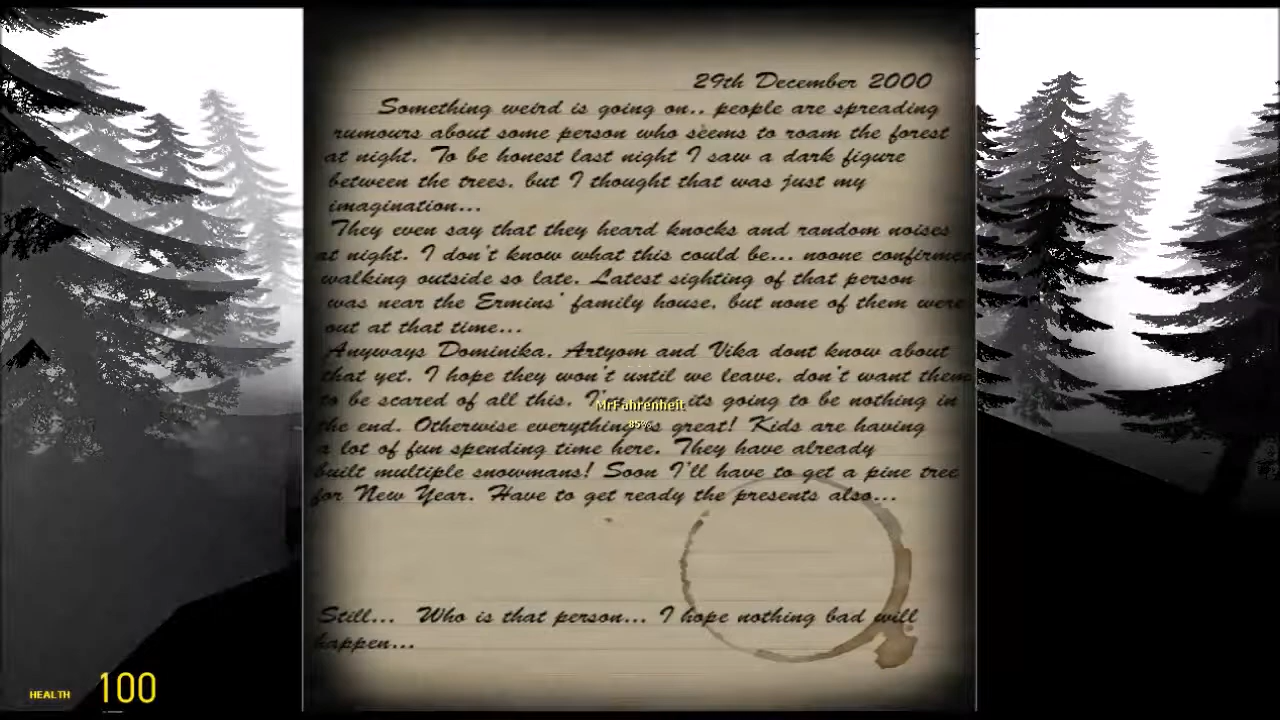 29th December 2000
Something weird is going on.. people are spreading
rumours about some person who seems to roam the forest
at night. To be honest last night I saw a dark figure
between the trees. but I thought that was just my
imagination...
They even say that they heard knocks and random noises
at night. I don't know what this could be... noone confirmed
walking outside so late. Latest sighting of that person
was near the Ermins' family house. but none of them were
out at that time...
Anyways Dominika, Artyom and Vika dont know about
that yet. I hope they won't until we leave. don't want them
to be scared of all this. its going to be nothing in
MrFahrenheit
85%
the end. Otherwise everything is great! Kids are having
a lot of fun spending time here. They have already
built multiple snowmans! Soon I'll have to get a pine tree
for New Year. Have to get ready the presents also...
Still... Who is that person... I hope nothing bad will
happen...
HEALTH 100